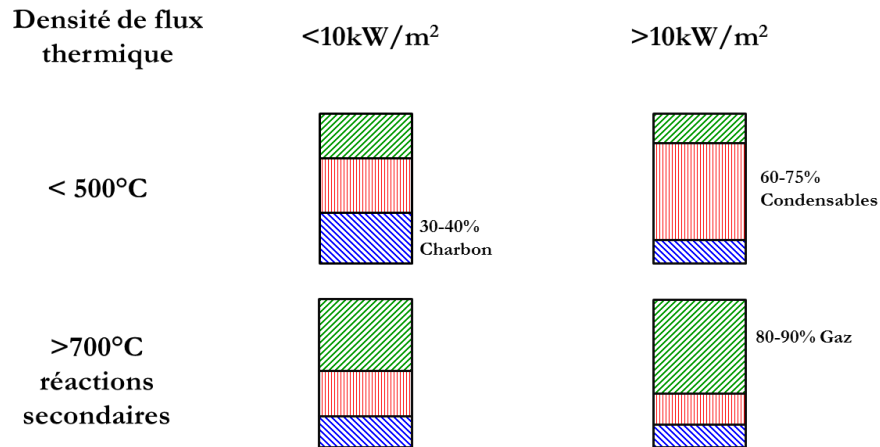 Densité de flux
thermique
<10kW/m²
>10kW/m²
< 500°C
30-40%
Charbon
60-75%
Condensables
>700°C
réactions
secondaires
80-90% Gaz